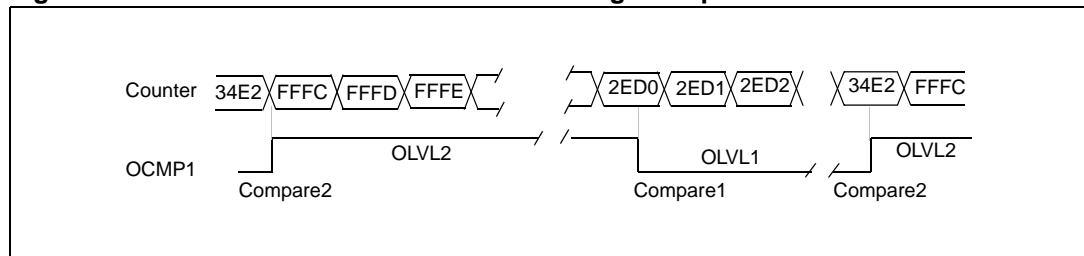 Counter 34E2 FFFC FFFD FFFE 2ED0 2ED1 2ED2 34E2 FFFC
OLVL2 OLVL1 OLVL2
OCMP1
Compare2 Compare1 Compare2